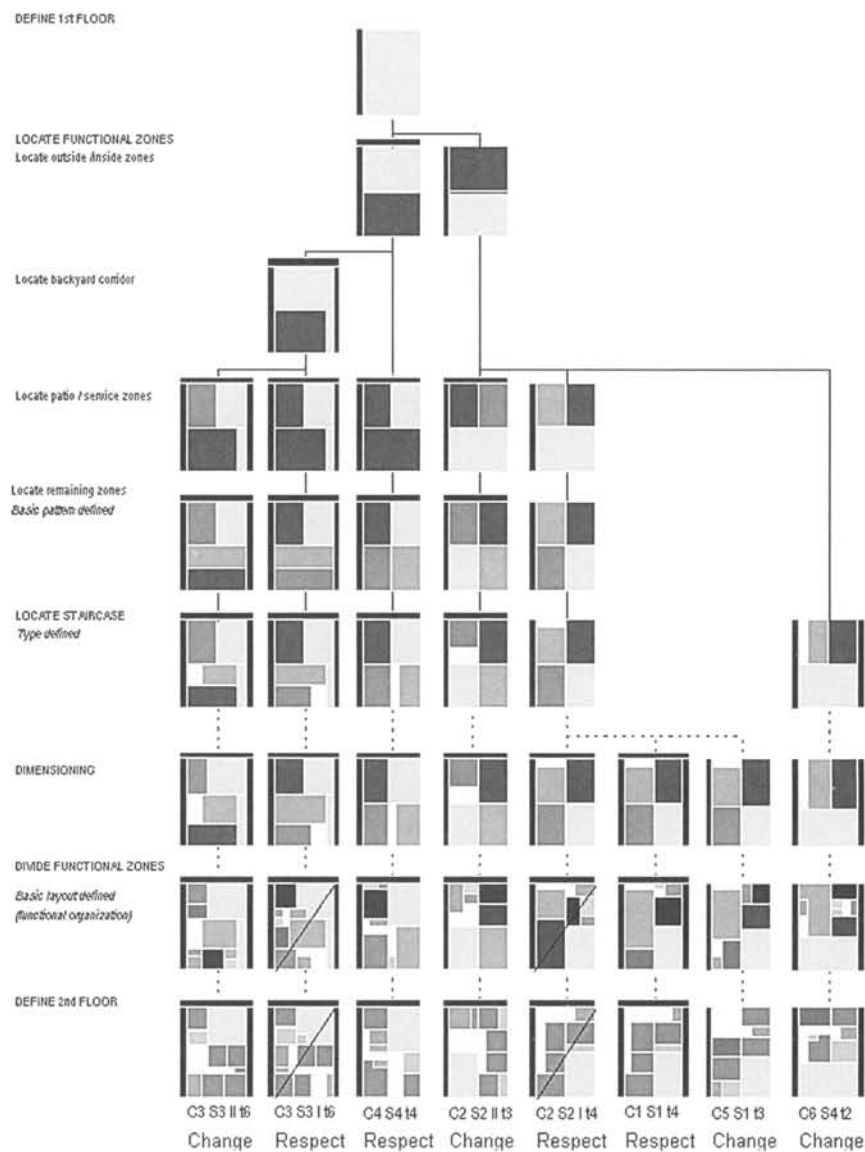 DEFINE 1st FLOOR
LOCATE FUNCTIONAL ZONES
Locate outside /inside zones
Locate backyard corridor
Locate patio / service zones
Locate remaining zones
Basic pattern defined
LOCATE STAIRCASE
Type defined
DIMENSIONING
DIVIDE FUNCTIONAL ZONES
Basic layout defined
(functional organization)
DEFINE 2nd FLOOR
C3 S3 II t6 C3 S3 I t6 C4 S4 t4 C2 S2 II t3 C2 S2 I t4 C1 S1 t4 C5 S1 t3 C6 S4 t2
Change Respect Respect Change Respect Respect Change Change